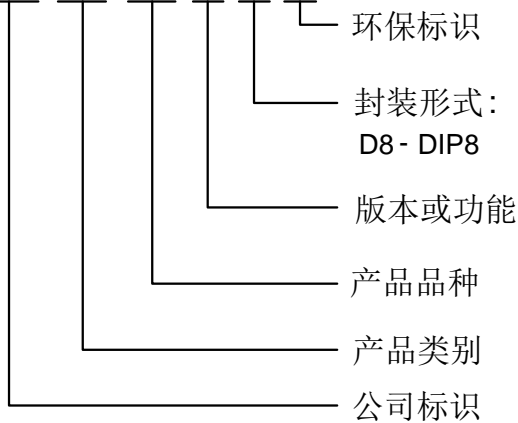 环保标识
封装形式:
D8 - DIP8
版本或功能
产品品种
产品类别
公司标识